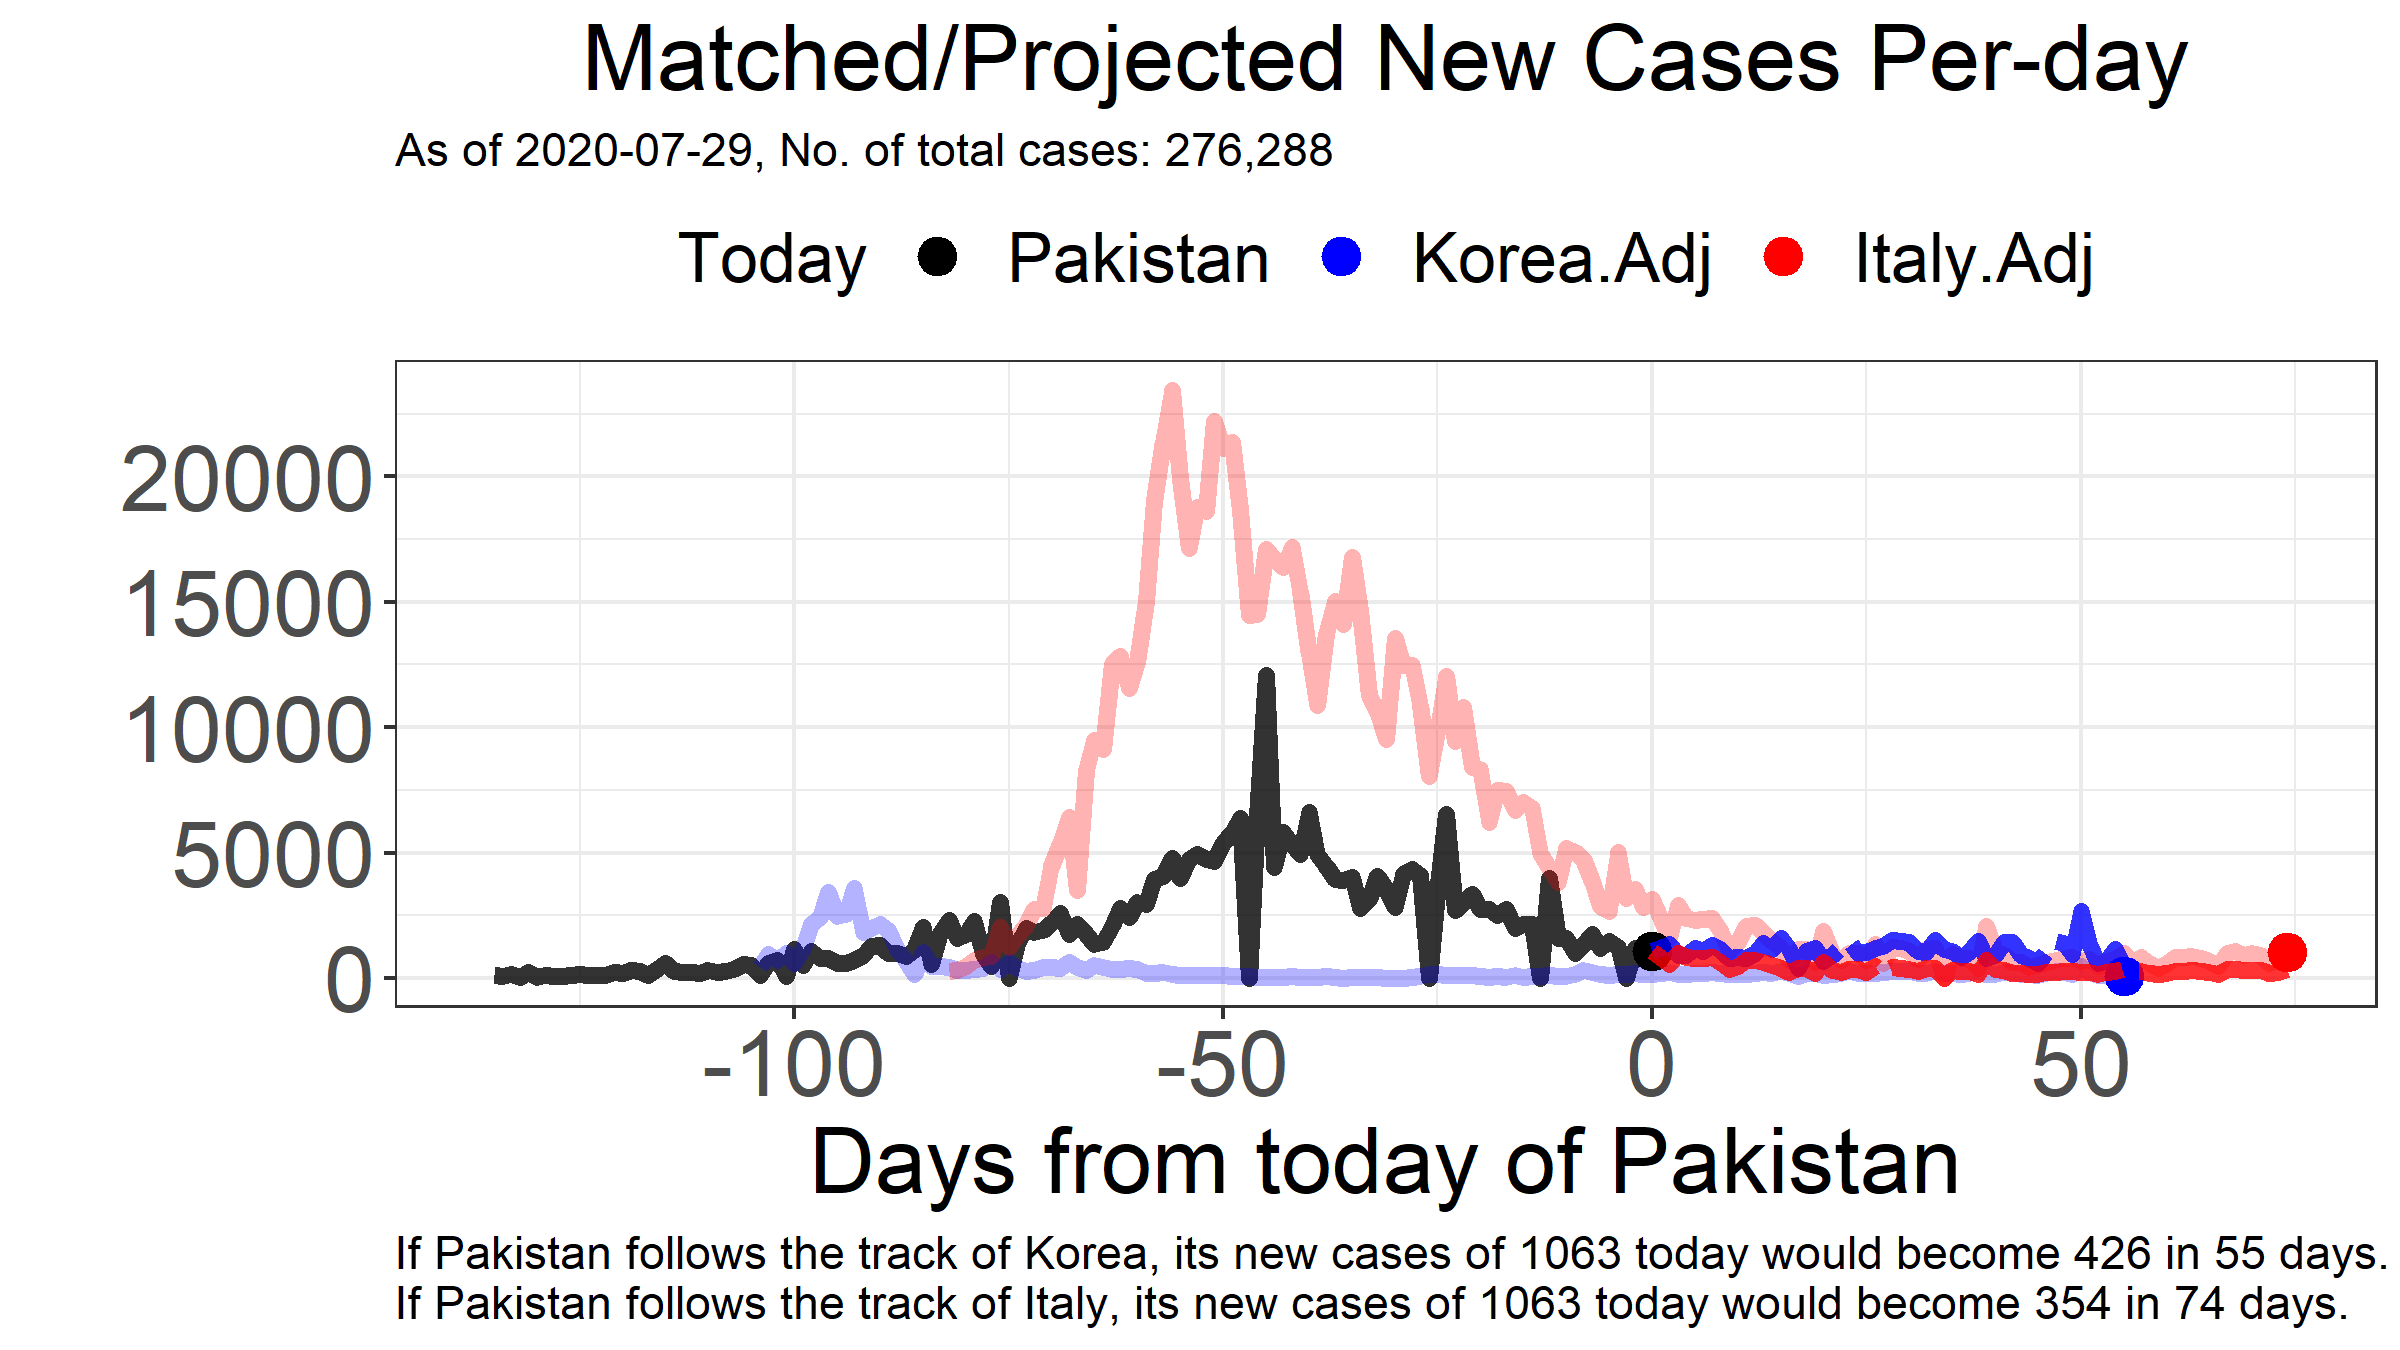 Matched/Projected New Cases Per-day
As of 2020-07-29, No. of total cases: 276,288
Today Pakistan Korea.Adj Italy.Adj
20000
15000
10000
5000
0
-100 -50 0 50
Days from today of Pakistan
If Pakistan follows the track of Korea, its new cases of 1063 today would become 426 in 55 days.
If Pakistan follows the track of Italy, its new cases of 1063 today would become 354 in 74 days.